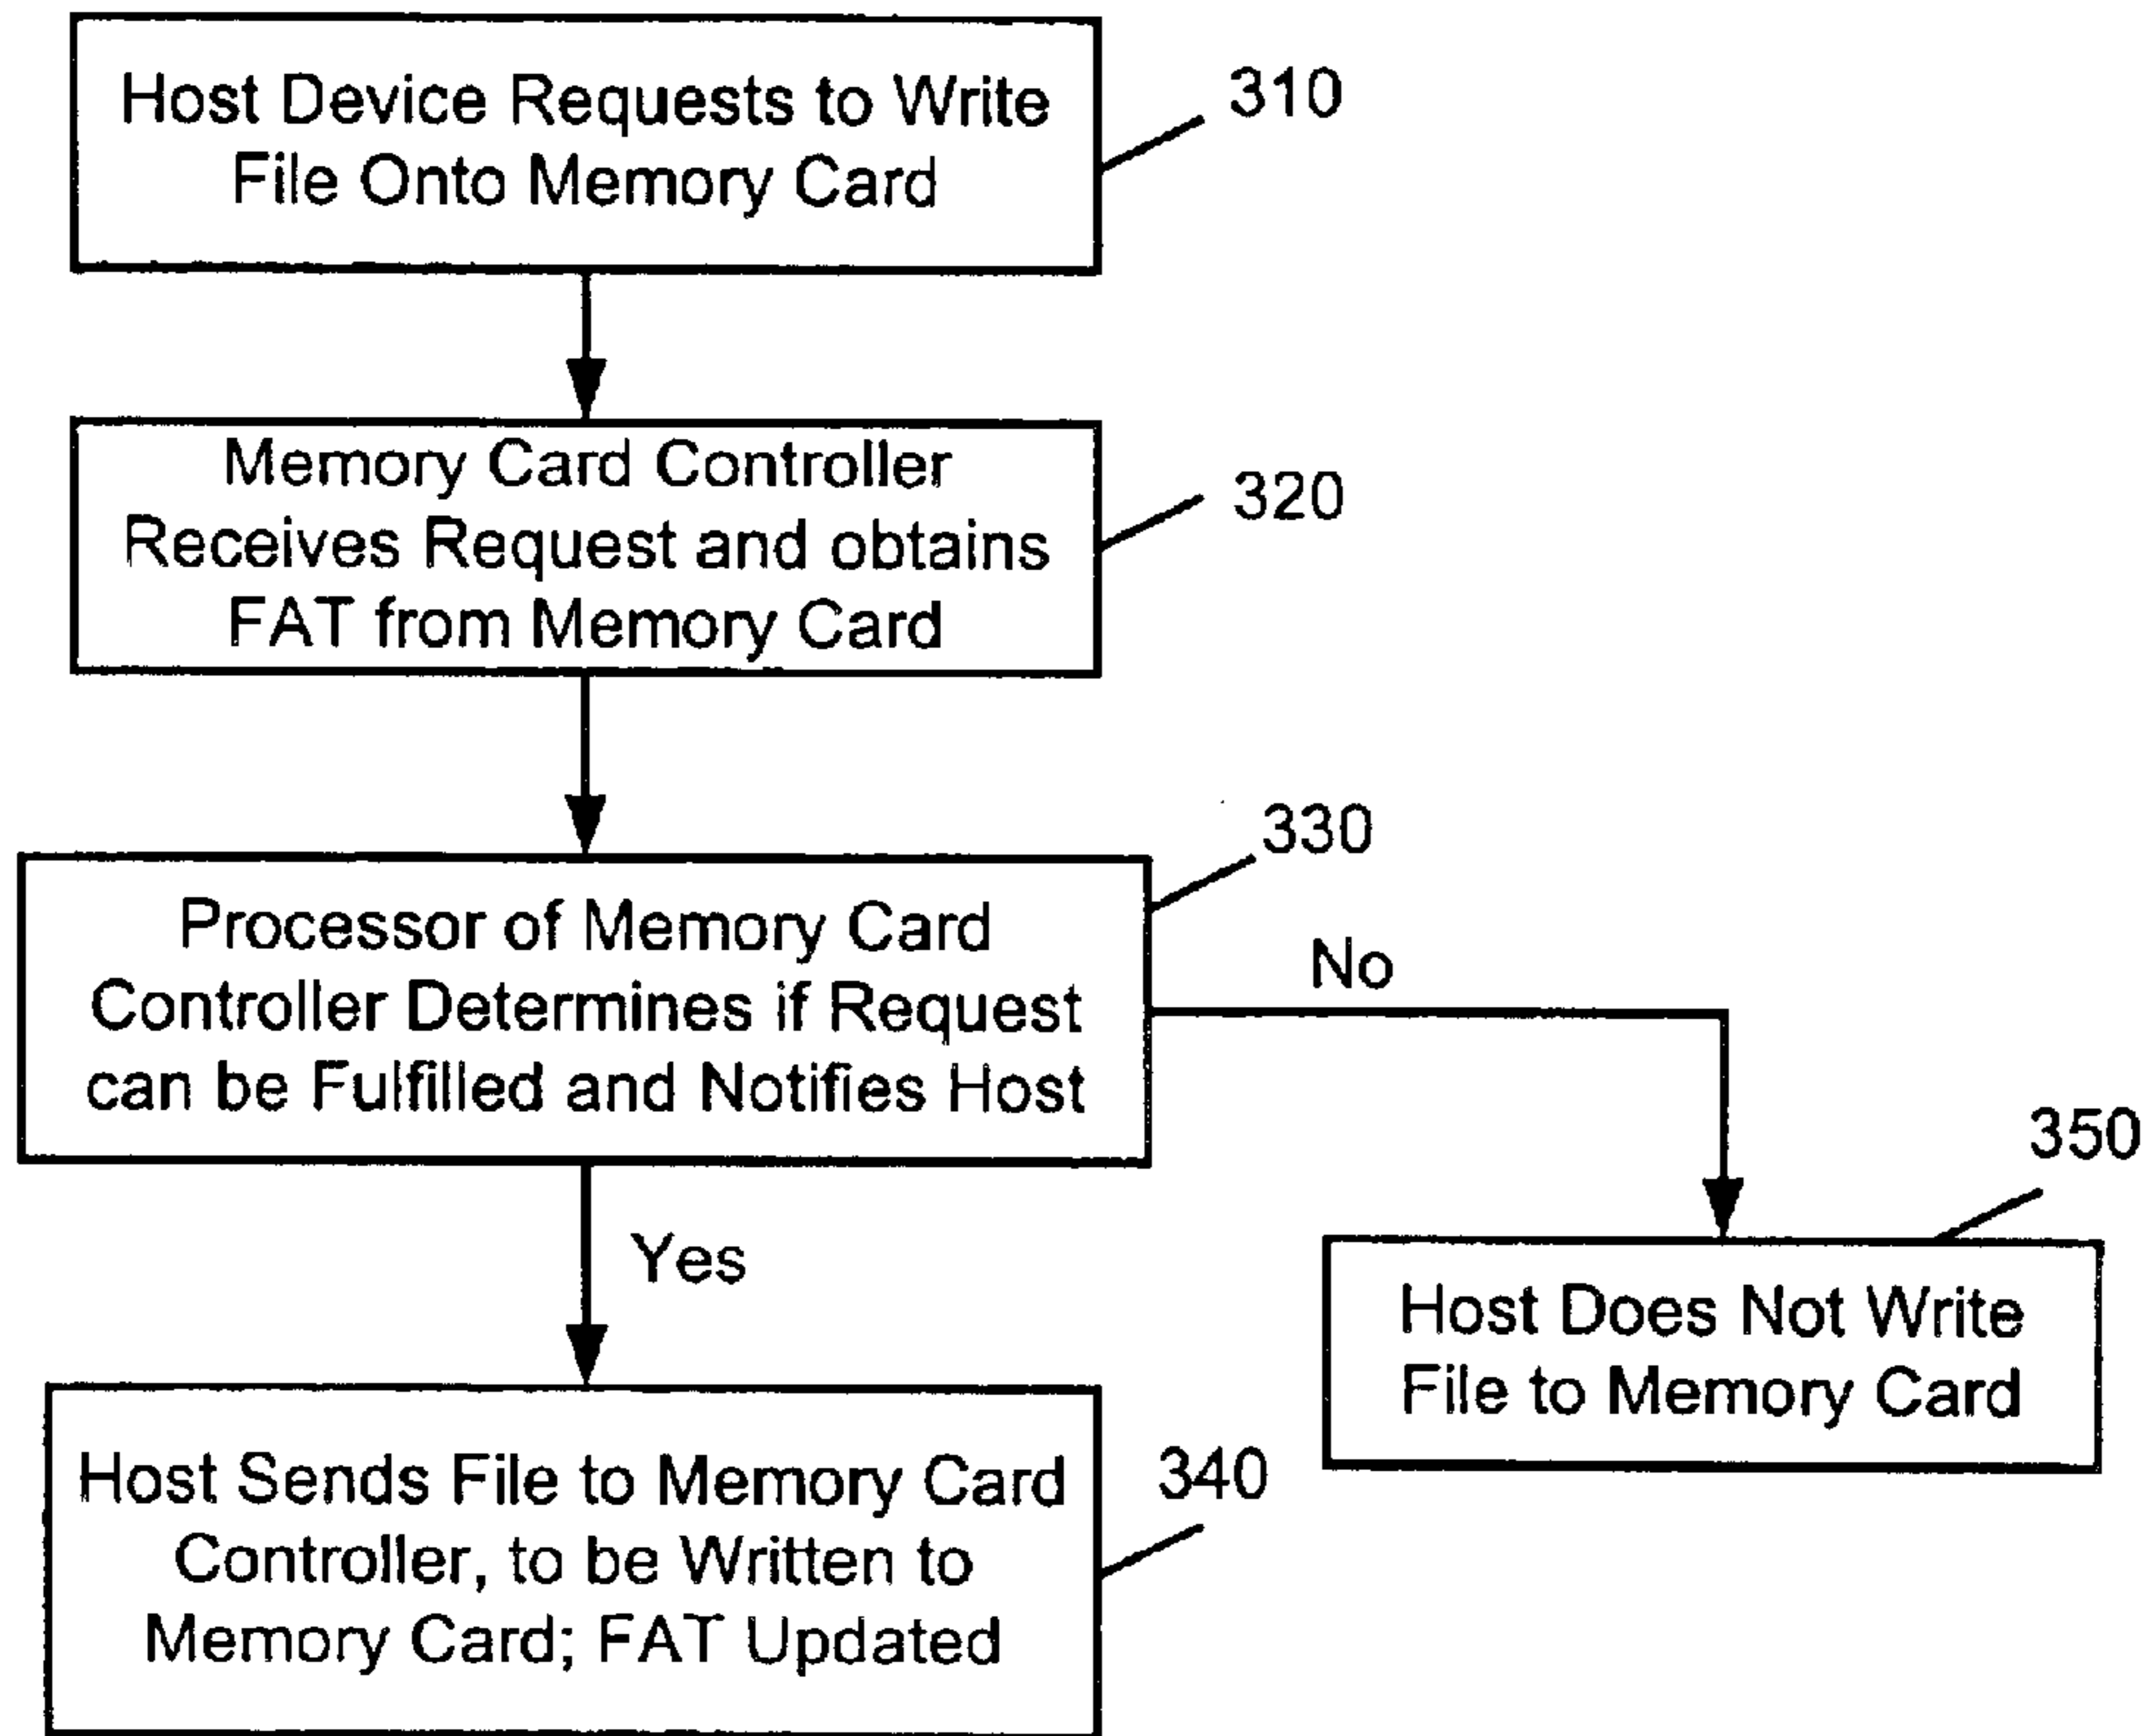 Host Device Requests to Write
File Onto Memory Card
310
Memory Card Controller
Receives Request and obtains
FAT from Memory Card
320
Processor of Memory Card
Controller Determines if Request
can be Fulfilled and Notifies Host
330
No
Yes
350
Host Does Not Write
File to Memory Card
Host Sends File to Memory Card
Controller, to be Written to
Memory Card; FAT Updated
340